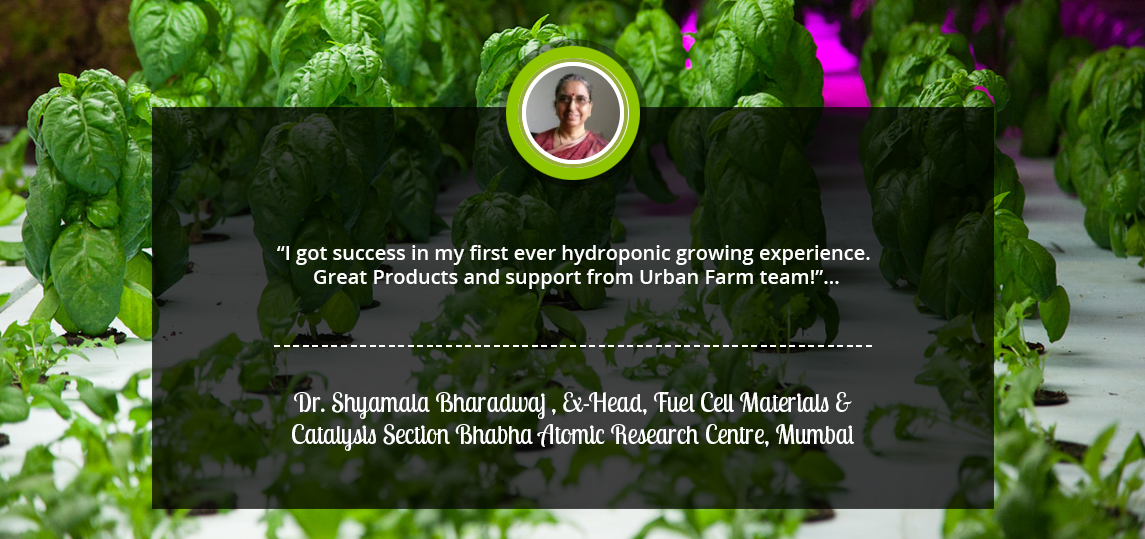 “I got success in my first ever hydroponic growing experience.
Great Products and support from Urban Farm team!”...
Dr. Shyamala Bharadwaj , Ex-Head, Fuel Cell Materials &
Catalysis Section Bhabha Atomic Research Centre, Mumbai